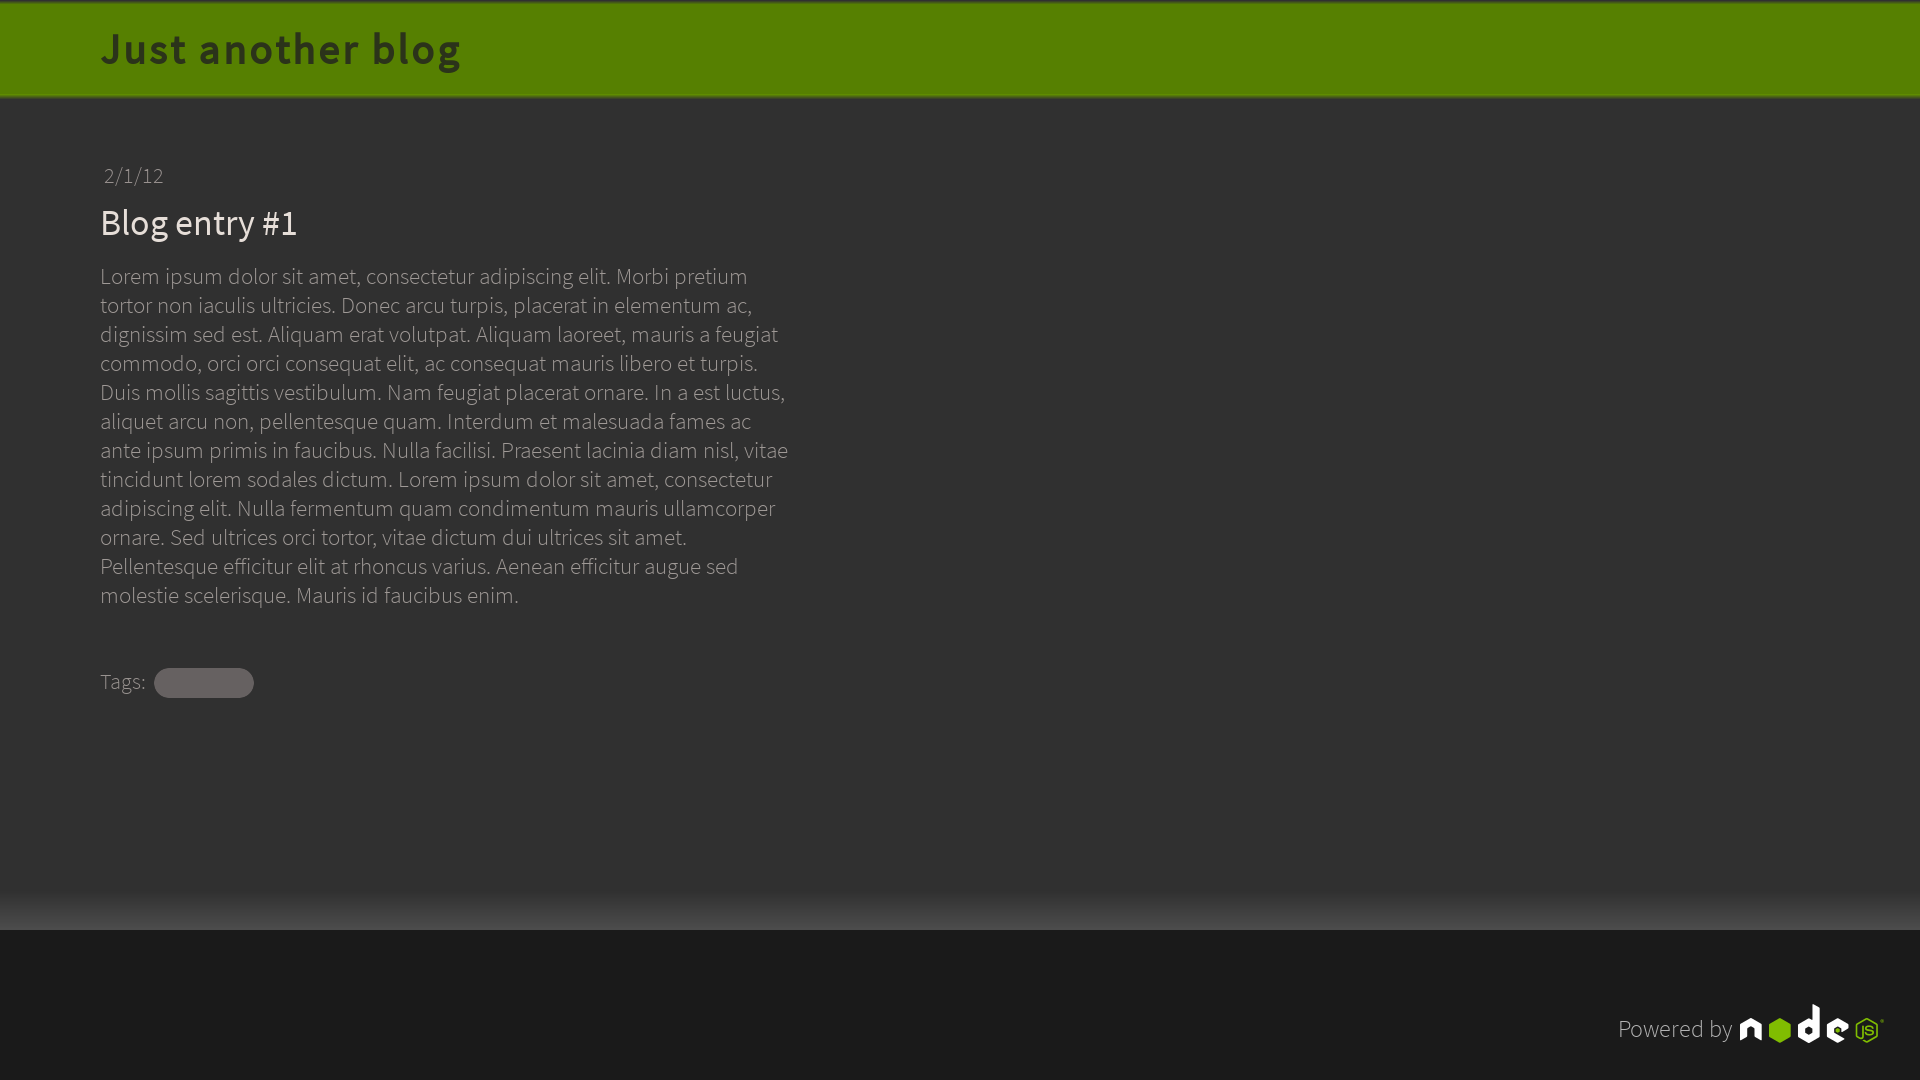 Just another blog
2/1/12
Blog entry #1
Lorem ipsum dolor sit amet, consectetur adipiscing elit. Morbi pretium
tortor non iaculis ultricies. Donec arcu turpis, placerat in elementum ac,
dignissim sed est. Aliquam erat volutpat. Aliquam laoreet, mauris a feugiat
commodo, orci orci consequat elit, ac consequat mauris libero et turpis.
Duis mollis sagittis vestibulum. Nam feugiat placerat ornare. In a est luctus,
aliquet arcu non, pellentesque quam. Interdum et malesuada fames ac
ante ipsum primis in faucibus. Nulla facilisi. Praesent lacinia diam nisl, vitae
tincidunt lorem sodales dictum. Lorem ipsum dolor sit amet, consectetur
adipiscing elit. Nulla fermentum quam condimentum mauris ullamcorper
ornare. Sed ultrices orci tortor, vitae dictum dui ultrices sit amet.
Pellentesque efficitur elit at rhoncus varius. Aenean efficitur augue sed
molestie scelerisque. Mauris id faucibus enim.
Tags:
Powered by node JS